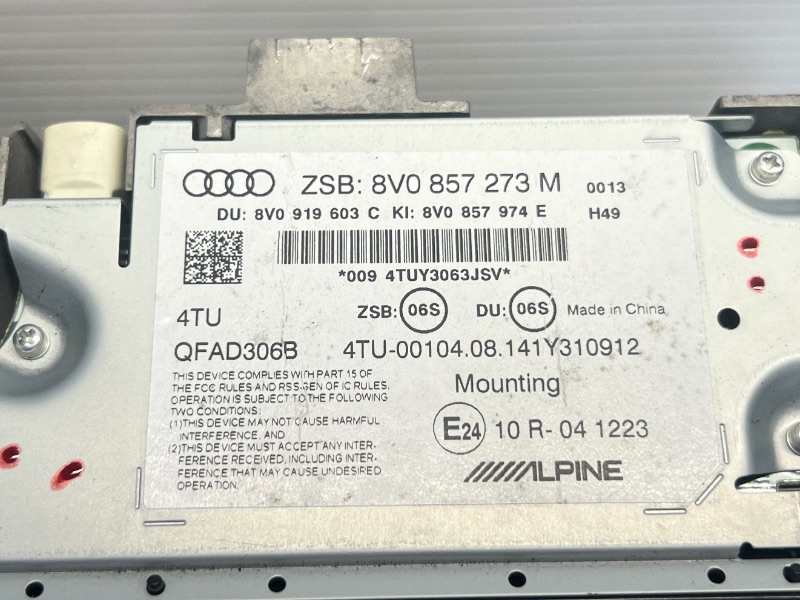 ZSB: 8V0 857 273 M 0013
DU: 8V0 919 603 C KI: 8V0 857 974 E H49
*009 4TUY3063JSV*
4TU ZSB: 06S DU: 06S Made in China
QFAD306B 4TU-00104.08.141Y310912
THIS DEVICE COMPLIES WITH PART 15 OF
THE FCC RULES AND RSS-GEN OF IC RULES.
OPERATION IS SUBJECT TO THE FOLLOWING
TWO CONDITIONS:
(1)THIS DEVICE MAY NOT CAUSE HARMFUL
INTERFERENCE, AND
(2)THIS DEVICE MUST ACCEPT ANY INTER-
FERENCE RECEIVED, INCLUDING INTER-
FERENCE THAT MAY CAUSE UNDESIRED
OPERATION.
Mounting
E24 10 R-04 1223
ALPINE